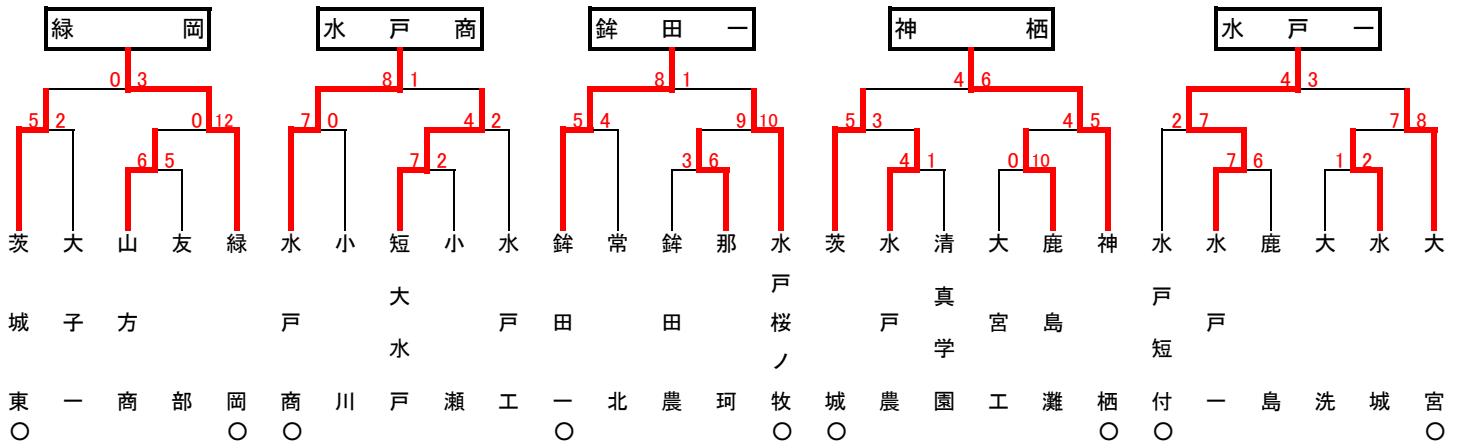 緑岡 水戸商 鉾田一 神栖 水戸一
0 3 8 1 8 1 4 6 4 3
5 2 0 12 7 0 4 2 5 4 9 10 5 3 4 5 2 7 7 8
6 5 7 2 3 6 4 1 0 10 7 6 1 2
茨城東
大子一
山方商
友部
緑岡
水戸商
小川
短大水戸
小瀬
水戸工
鉾田一
常北
鉾田農
那珂
水戸桜ノ牧
茨城
水戸農
清真学園
大宮工
鹿島灘
神栖
水戸短付
水戸一
鹿島
大洗
水城
大宮
○ ○ ○ ○ ○ ○ ○ ○ ○